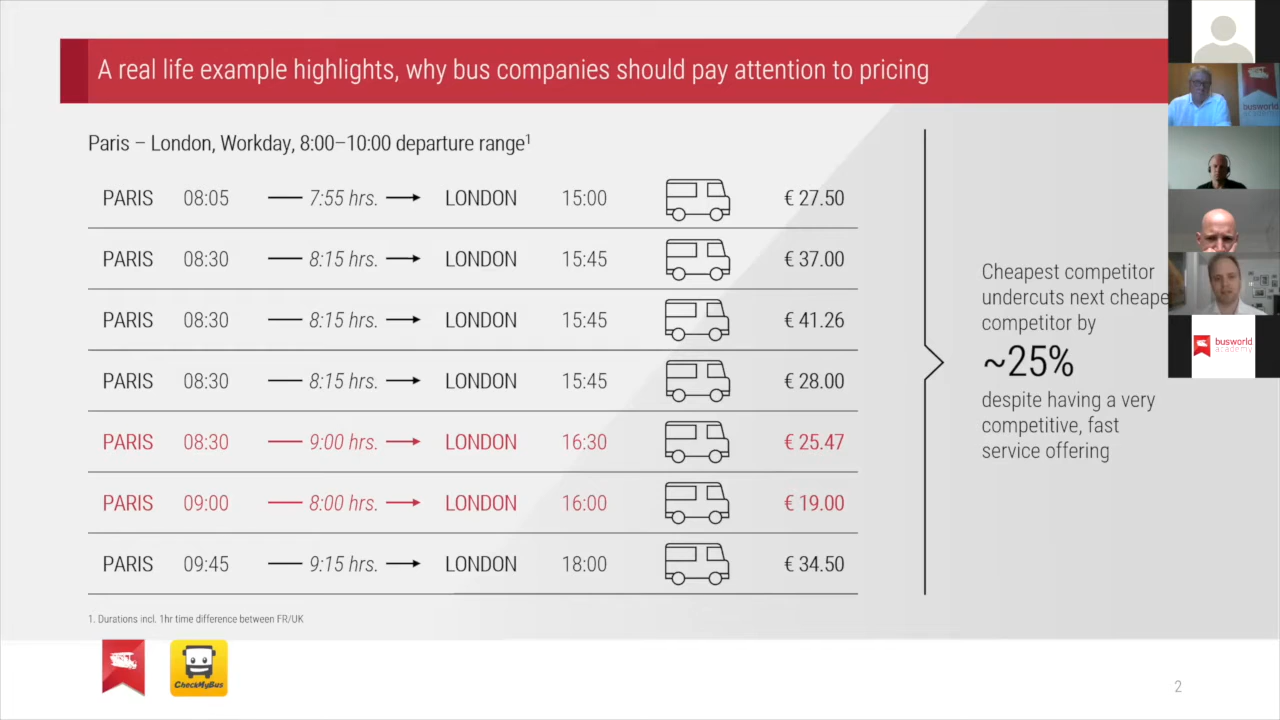 A real life example highlights, why bus companies should pay attention to pricing
Paris – London, Workday, 8:00–10:00 departure range1
PARIS 08:05 7:55 hrs. LONDON 15:00 € 27.50
PARIS 08:30 8:15 hrs. LONDON 15:45 € 37.00
PARIS 08:30 8:15 hrs. LONDON 15:45 € 41.26
PARIS 08:30 8:15 hrs. LONDON 15:45 € 28.00
PARIS 08:30 9:00 hrs. LONDON 16:30 € 25.47
PARIS 09:00 8:00 hrs. LONDON 16:00 € 19.00
PARIS 09:45 9:15 hrs. LONDON 18:00 € 34.50
Cheapest competitor
undercuts next cheape
competitor by
~25%
despite having a very
competitive, fast
service offering
1. Durations incl. 1hr time difference between FR/UK
CheckMyBus
2
busworld
academy
busworld
academy